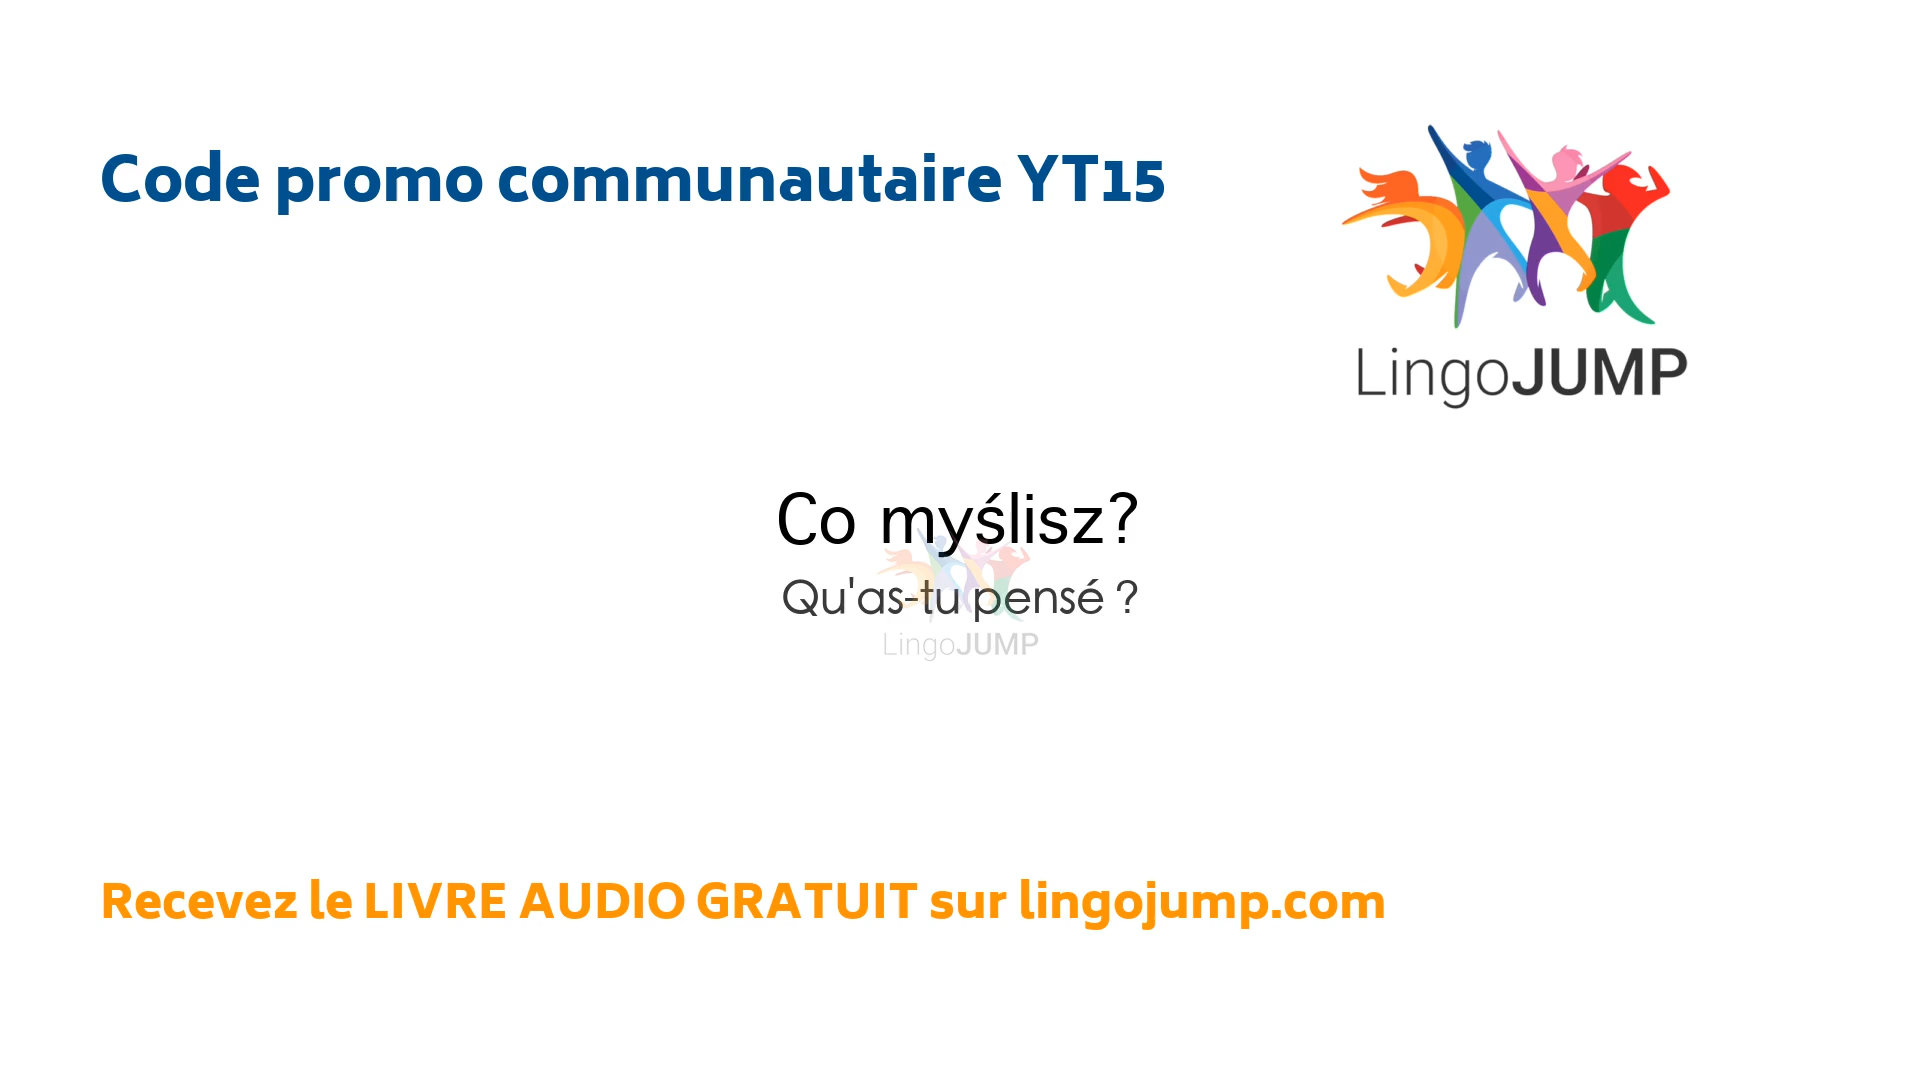 Code promo communautaire YT15
LingoJUMP
Co myślisz?
Qu'as-tu pensé ?
LingoJUMP
Recevez le LIVRE AUDIO GRATUIT sur lingojump.com